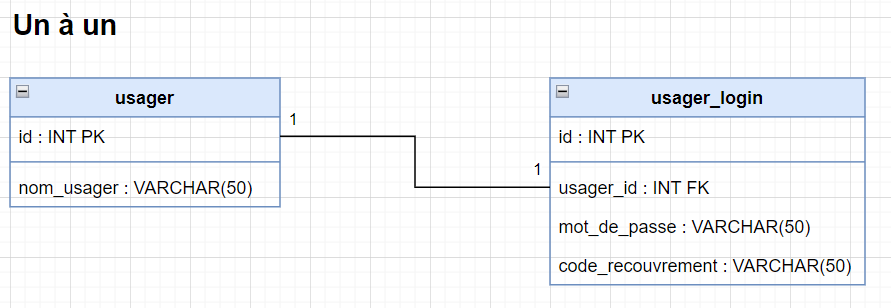 Un à un
usager
id : INT PK
nom_usager : VARCHAR(50)
1
1
usager_login
id : INT PK
usager_id : INT FK
mot_de_passe : VARCHAR(50)
code_recouvrement : VARCHAR(50)